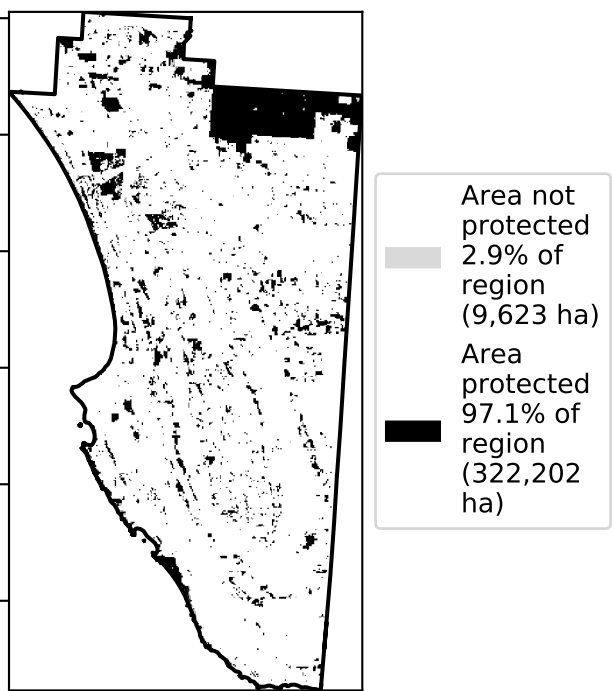 Area not
protected
2.9% of
region
(9,623 ha)
Area
protected
97.1% of
region
(322,202
ha)